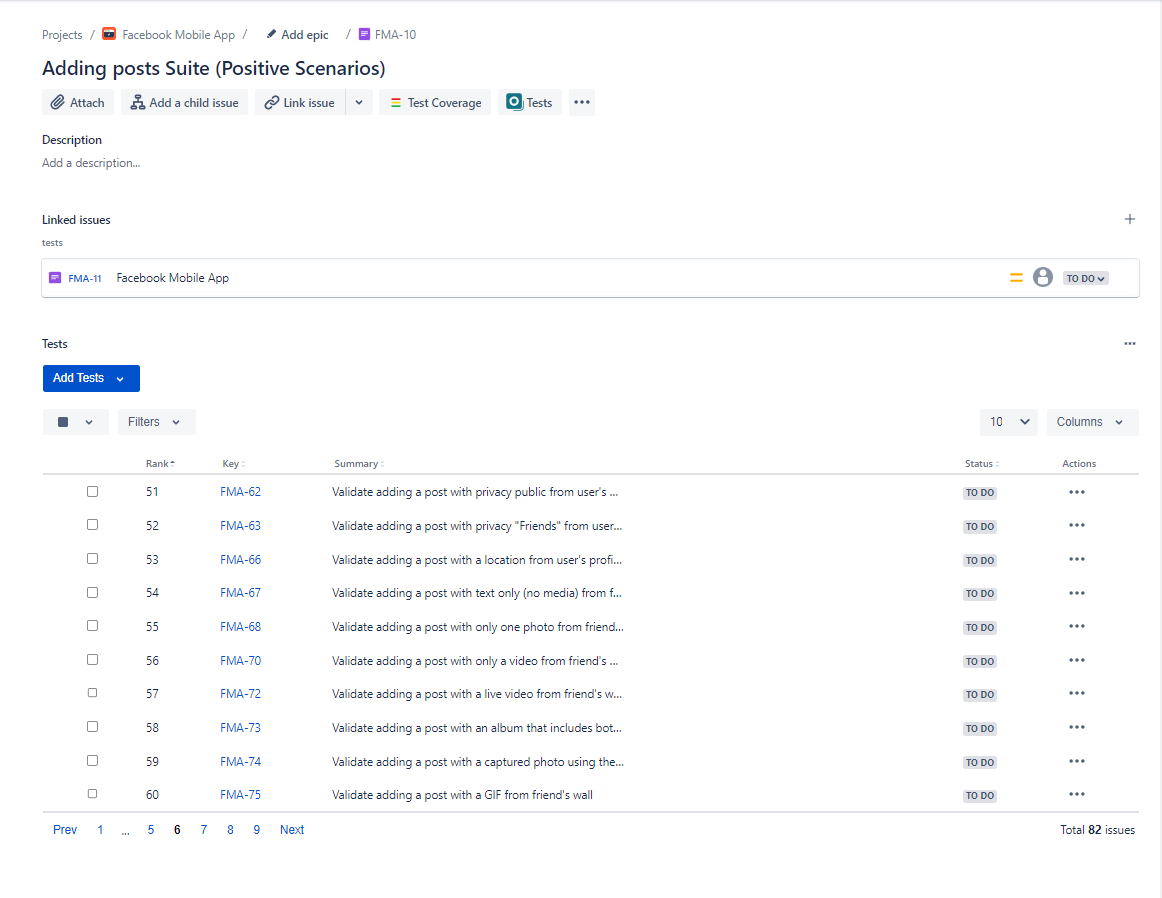 Projects / Facebook Mobile App / Add epic / FMA-10
Adding posts Suite (Positive Scenarios)
Attach Add a child issue Link issue Test Coverage Tests •••
Description
Add a description...
Linked issues +
tests
FMA-11 Facebook Mobile App TO DO
Tests •••
Add Tests
Filters 10 Columns
Rank Key Summary Status Actions
51 FMA-62 Validate adding a post with privacy public from user's ... TO DO •••
52 FMA-63 Validate adding a post with privacy "Friends" from user... TO DO •••
53 FMA-66 Validate adding a post with a location from user's profi... TO DO •••
54 FMA-67 Validate adding a post with text only (no media) from f... TO DO •••
55 FMA-68 Validate adding a post with only one photo from friend... TO DO •••
56 FMA-70 Validate adding a post with only a video from friend's ... TO DO •••
57 FMA-72 Validate adding a post with a live video from friend's w... TO DO •••
58 FMA-73 Validate adding a post with an album that includes bot... TO DO •••
59 FMA-74 Validate adding a post with a captured photo using the... TO DO •••
60 FMA-75 Validate adding a post with a GIF from friend's wall TO DO •••
Prev 1 ... 5 6 7 8 9 Next Total 82 issues